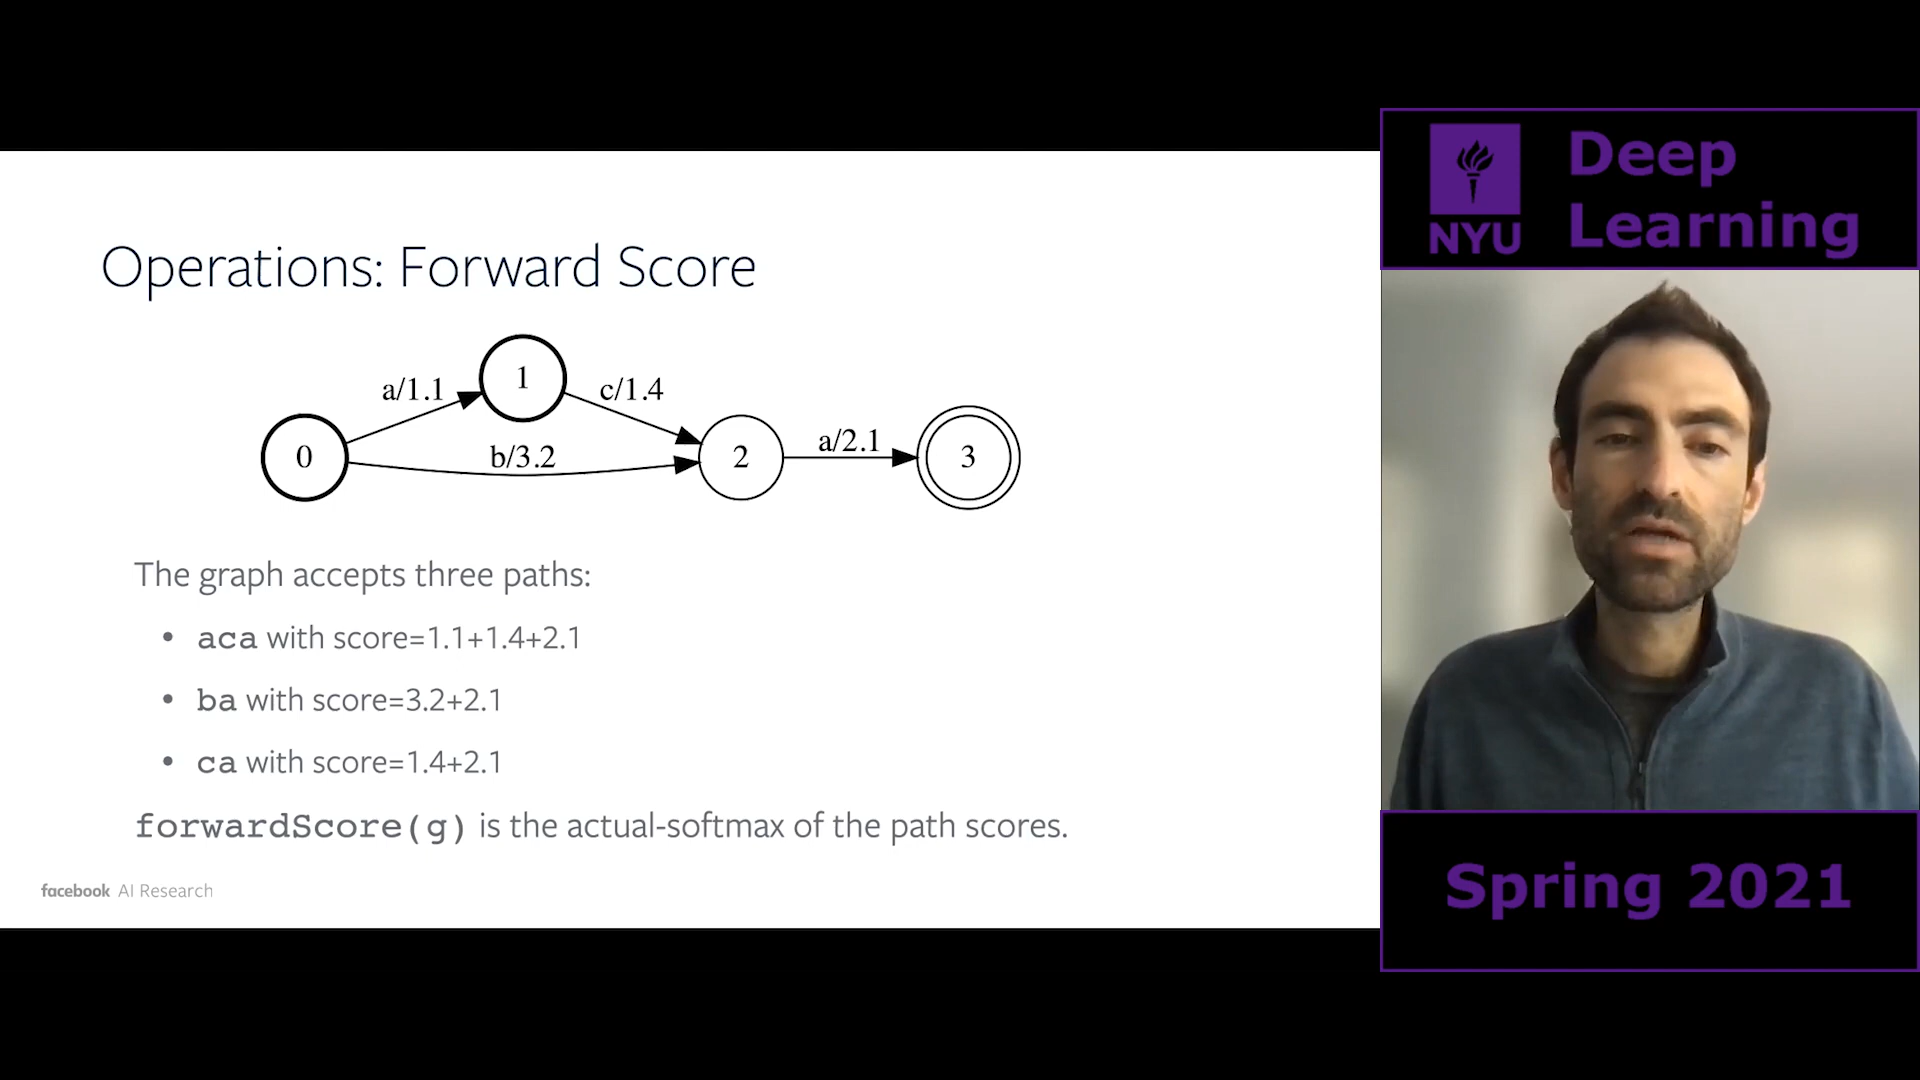 Operations: Forward Score
a/1.1
1
c/1.4
0
b/3.2
2
a/2.1
3
The graph accepts three paths:
• aca with score=1.1+1.4+2.1
• ba with score=3.2+2.1
• ca with score=1.4+2.1
forwardScore(g) is the actual-softmax of the path scores.
facebook AI Research
NYU
Deep
Learning
Spring 2021